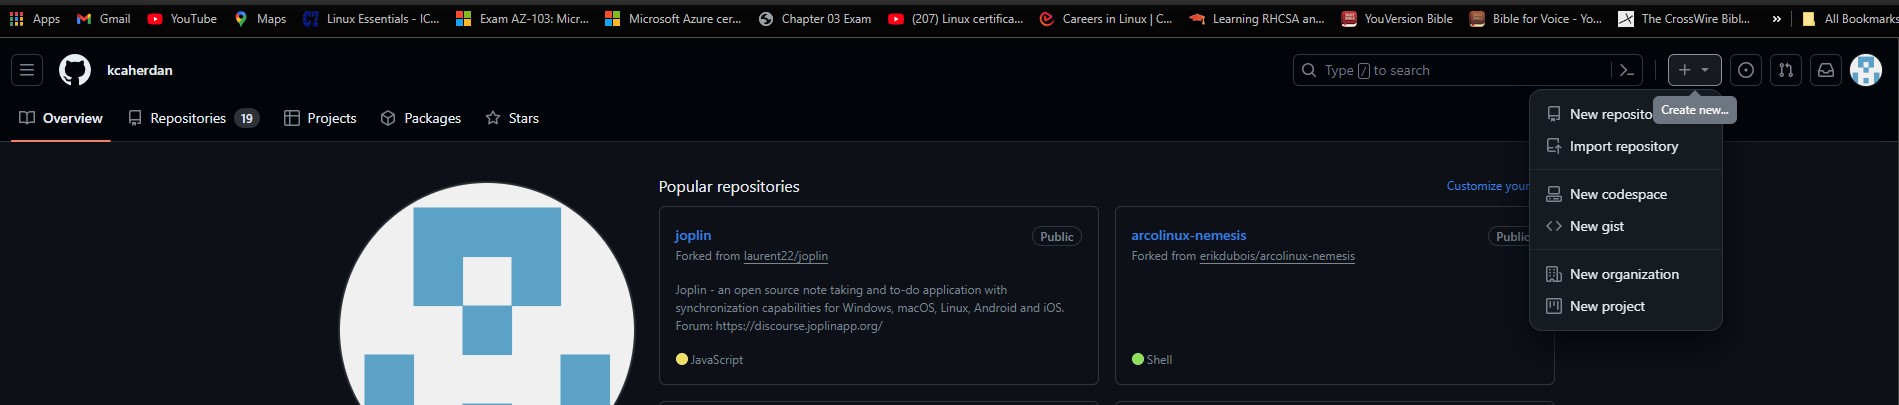 Apps Gmail YouTube Maps Linux Essentials - IC... Exam AZ-103: Micr... Microsoft Azure cer... Chapter 03 Exam (207) Linux certifica... Careers in Linux | C... Learning RHCSA an... YouVersion Bible Bible for Voice - Yo... The CrossWire Bibl... » All Bookmarks
kcaherdan Type / to search
Overview Repositories 19 Projects Packages Stars
Create new...
New reposito
Import repository
New codespace
New gist
New organization
New project
Popular repositories Customize your
joplin Public
Forked from laurent22/joplin
Joplin - an open source note taking and to-do application with
synchronization capabilities for Windows, macOS, Linux, Android and iOS.
Forum: https://discourse.joplinapp.org/
JavaScript
arcolinux-nemesis Public
Forked from erikdubois/arcolinux-nemesis
Shell